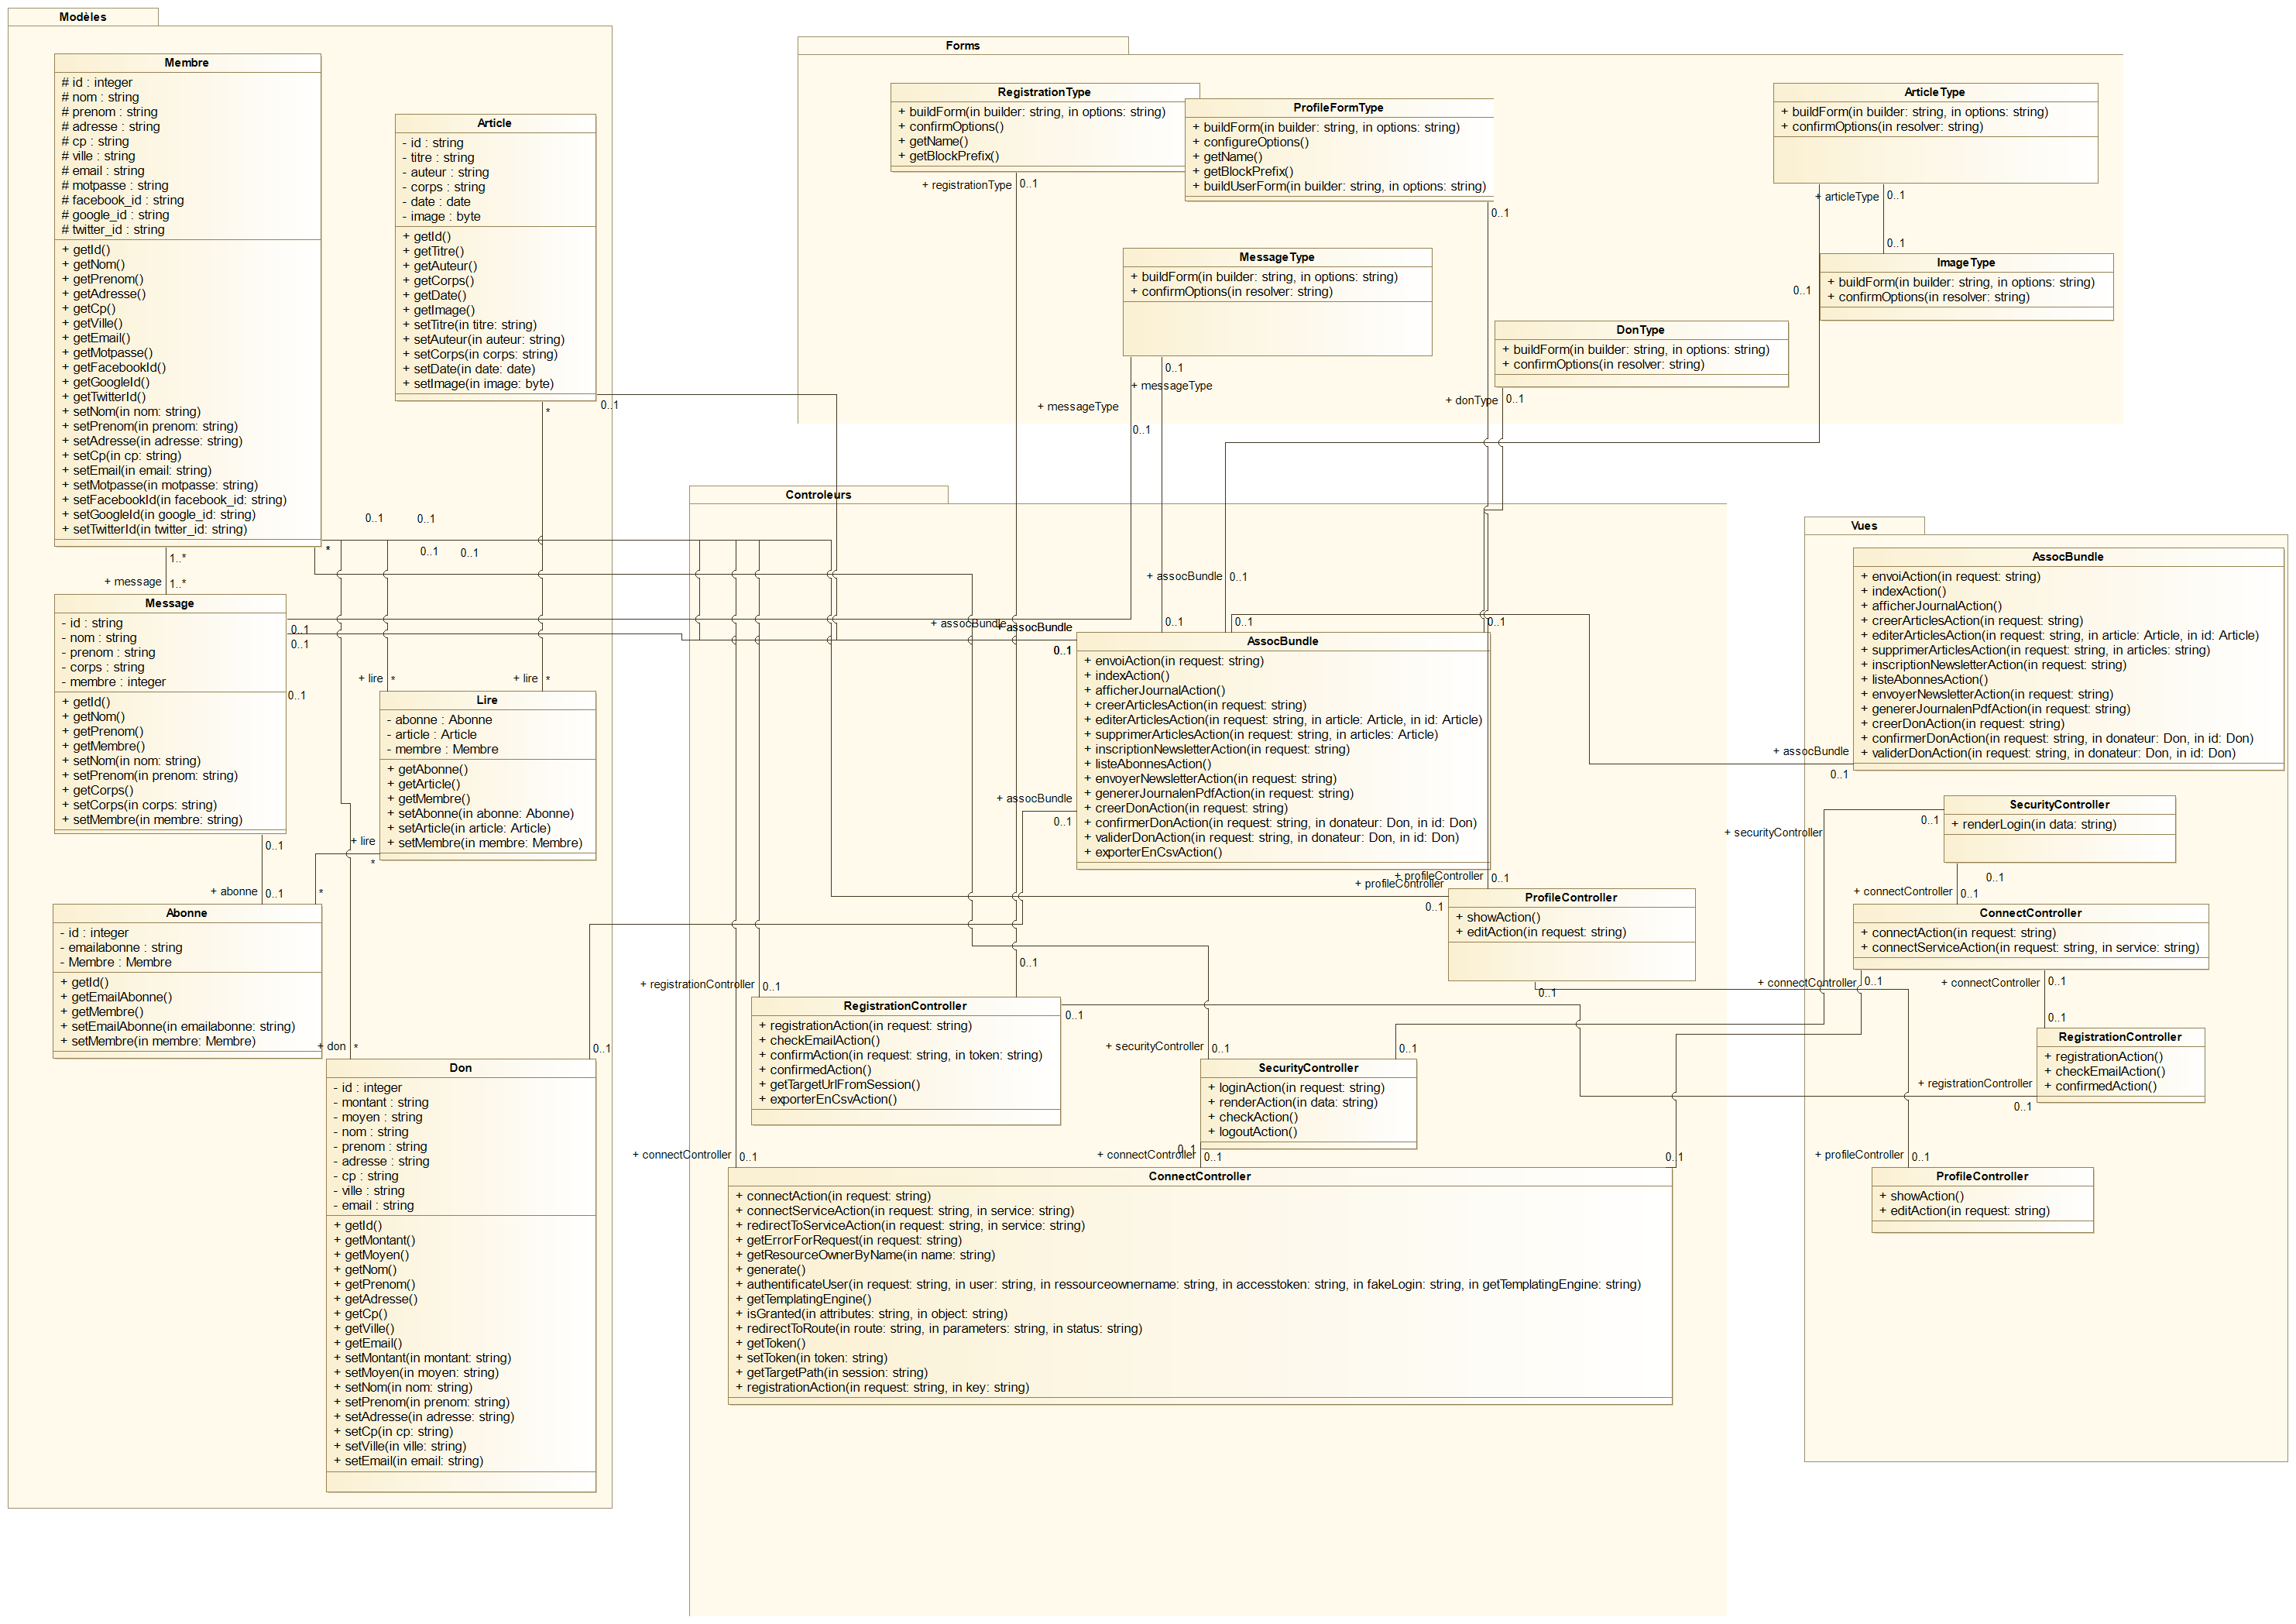 Modèles
Membre
# id : integer
# nom : string
# prenom : string
# adresse : string
# cp : string
# ville : string
# email : string
# motpasse : string
# facebook_id : string
# google_id : string
# twitter_id : string
+ getId()
+ getNom()
+ getPrenom()
+ getAdresse()
+ getCp()
+ getVille()
+ getEmail()
+ getMotpasse()
+ getFacebookId()
+ getGoogleId()
+ getTwitterId()
+ setNom(in nom: string)
+ setPrenom(in prenom: string)
+ setAdresse(in adresse: string)
+ setCp(in cp: string)
+ setEmail(in email: string)
+ setMotpasse(in motpasse: string)
+ setFacebookId(in facebook_id: string)
+ setGoogleId(in google_id: string)
+ setTwitterId(in twitter_id: string)
Article
- id : string
- titre : string
- auteur : string
- corps : string
- date : date
- image : byte
+ getId()
+ getTitre()
+ getAuteur()
+ getCorps()
+ getDate()
+ getImage()
+ setTitre(in titre: string)
+ setAuteur(in auteur: string)
+ setCorps(in corps: string)
+ setDate(in date: date)
+ setImage(in image: byte)
*
0..1
0..1
0..1
0..1
0..1
*
1..*
+ message
1..*
Message
- id : string
- nom : string
- prenom : string
- corps : string
- membre : integer
+ getId()
+ getNom()
+ getPrenom()
+ getMembre()
+ setNom(in nom: string)
+ setPrenom(in prenom: string)
+ getCorps()
+ setCorps(in corps: string)
+ setMembre(in membre: string)
0..1
0..1
0..1
+ lire
*
+ lire
*
Lire
- abonne : Abonne
- article : Article
- membre : Membre
+ getAbonne()
+ getArticle()
+ getMembre()
+ setAbonne(in abonne: Abonne)
+ setArticle(in article: Article)
+ setMembre(in membre: Membre)
+ lire
*
*
0..1
+ abonne
0..1
Abonne
- id : integer
- emailabonne : string
- Membre : Membre
+ getId()
+ getEmailAbonne()
+ getMembre()
+ setEmailAbonne(in emailabonne: string)
+ setMembre(in membre: Membre)
+ don
*
0..1
Don
- id : integer
- montant : string
- moyen : string
- nom : string
- prenom : string
- adresse : string
- cp : string
- ville : string
- email : string
+ getId()
+ getMontant()
+ getMoyen()
+ getNom()
+ getPrenom()
+ getAdresse()
+ getCp()
+ getVille()
+ getEmail()
+ setMontant(in montant: string)
+ setMoyen(in moyen: string)
+ setNom(in nom: string)
+ setPrenom(in prenom: string)
+ setAdresse(in adresse: string)
+ setCp(in cp: string)
+ setVille(in ville: string)
+ setEmail(in email: string)
Forms
RegistrationType
+ buildForm(in builder: string, in options: string)
+ confirmOptions()
+ getName()
+ getBlockPrefix()
+ registrationType
0..1
ProfileFormType
+ buildForm(in builder: string, in options: string)
+ configureOptions()
+ getName()
+ getBlockPrefix()
+ buildUserForm(in builder: string, in options: string)
0..1
ArticleType
+ buildForm(in builder: string, in options: string)
+ confirmOptions(in resolver: string)
+ articleType
0..1
0..1
0..1
ImageType
+ buildForm(in builder: string, in options: string)
+ confirmOptions(in resolver: string)
MessageType
+ buildForm(in builder: string, in options: string)
+ confirmOptions(in resolver: string)
0..1
+ messageType
+ messageType
0..1
DonType
+ buildForm(in builder: string, in options: string)
+ confirmOptions(in resolver: string)
+ donType
0..1
Controleurs
+ assocBundle
0..1
+ assocBundle
+ assocBundle
0..1
0..1
0..1
0..1
AssocBundle
+ envoiAction(in request: string)
+ indexAction()
+ afficherJournalAction()
+ creerArticlesAction(in request: string)
+ editerArticlesAction(in request: string, in article: Article, in id: Article)
+ supprimerArticlesAction(in request: string, in articles: Article)
+ inscriptionNewsletterAction(in request: string)
+ listeAbonnesAction()
+ envoyerNewsletterAction(in request: string)
+ genererJournalenPdfAction(in request: string)
+ creerDonAction(in request: string)
+ confirmerDonAction(in request: string, in donateur: Don, in id: Don)
+ validerDonAction(in request: string, in donateur: Don, in id: Don)
+ exporterEnCsvAction()
+ assocBundle
0..1
+ profileController
+ profileController
0..1
0..1
ProfileController
+ showAction()
+ editAction(in request: string)
0..1
+ registrationController
0..1
0..1
RegistrationController
+ registrationAction(in request: string)
+ checkEmailAction()
+ confirmAction(in request: string, in token: string)
+ confirmedAction()
+ getTargetUrlFromSession()
+ exporterEnCsvAction()
0..1
+ securityController
0..1
0..1
SecurityController
+ loginAction(in request: string)
+ renderAction(in data: string)
+ checkAction()
+ logoutAction()
0..1
+ connectController
0..1
+ connectController
0..1
0..1
ConnectController
+ connectAction(in request: string)
+ connectServiceAction(in request: string, in service: string)
+ redirectToServiceAction(in request: string, in service: string)
+ getErrorForRequest(in request: string)
+ getResourceOwnerByName(in name: string)
+ generate()
+ authentificateUser(in request: string, in user: string, in ressourceownername: string, in accesstoken: string, in fakeLogin: string, in getTemplatingEngine: string)
+ getTemplatingEngine()
+ isGranted(in attributes: string, in object: string)
+ redirectToRoute(in route: string, in parameters: string, in status: string)
+ getToken()
+ setToken(in token: string)
+ getTargetPath(in session: string)
+ registrationAction(in request: string, in key: string)
Vues
AssocBundle
+ envoiAction(in request: string)
+ indexAction()
+ afficherJournalAction()
+ creerArticlesAction(in request: string)
+ editerArticlesAction(in request: string, in article: Article, in id: Article)
+ supprimerArticlesAction(in request: string, in articles: string)
+ inscriptionNewsletterAction(in request: string)
+ listeAbonnesAction()
+ envoyerNewsletterAction(in request: string)
+ genererJournalenPdfAction(in request: string)
+ creerDonAction(in request: string)
+ confirmerDonAction(in request: string, in donateur: Don, in id: Don)
+ validerDonAction(in request: string, in donateur: Don, in id: Don)
+ assocBundle
0..1
SecurityController
+ renderLogin(in data: string)
0..1
+ securityController
0..1
+ connectController
0..1
ConnectController
+ connectAction(in request: string)
+ connectServiceAction(in request: string, in service: string)
+ connectController
0..1
+ connectController
0..1
0..1
RegistrationController
+ registrationAction()
+ checkEmailAction()
+ confirmedAction()
+ registrationController
0..1
+ profileController
0..1
ProfileController
+ showAction()
+ editAction(in request: string)